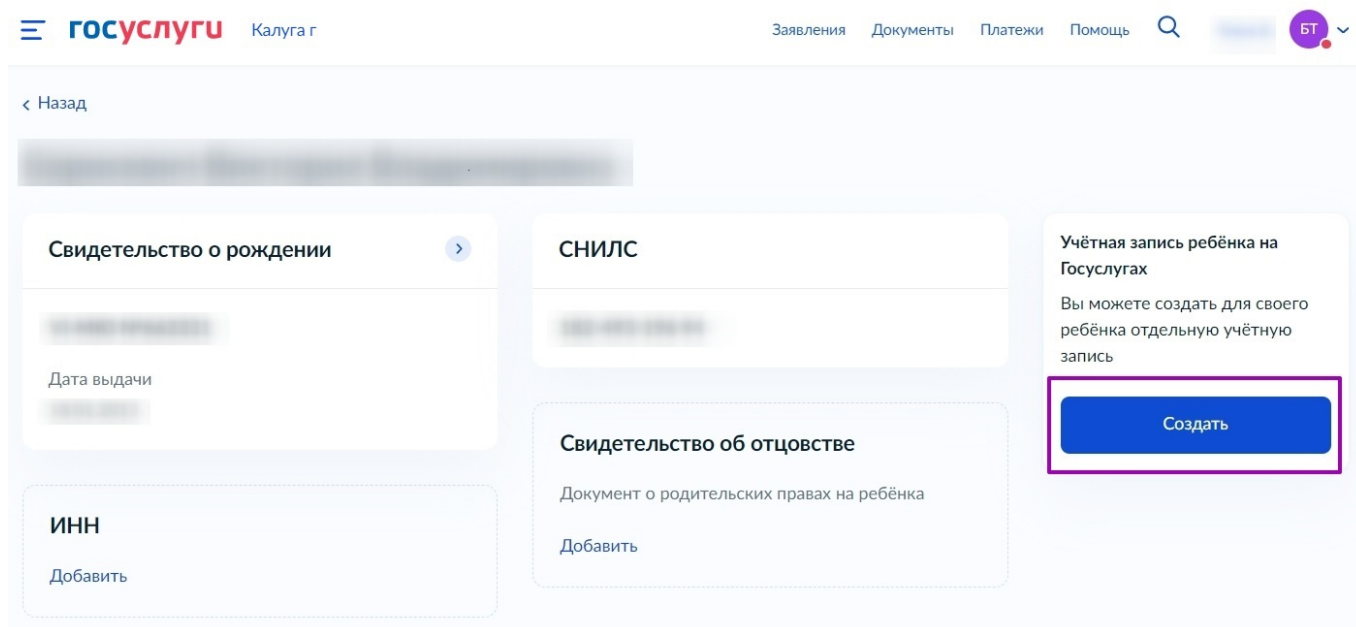 госуслуги Калуга г Заявления Документы Платежи Помощь БТ
Назад
Свидетельство о рождении
Дата выдачи
ИНН
Добавить
СНИЛС
Свидетельство об отцовстве
Документ о родительских правах на ребёнка
Добавить
Учётная запись ребёнка на
Госуслугах
Вы можете создать для своего
ребёнка отдельную учётную
запись
Создать